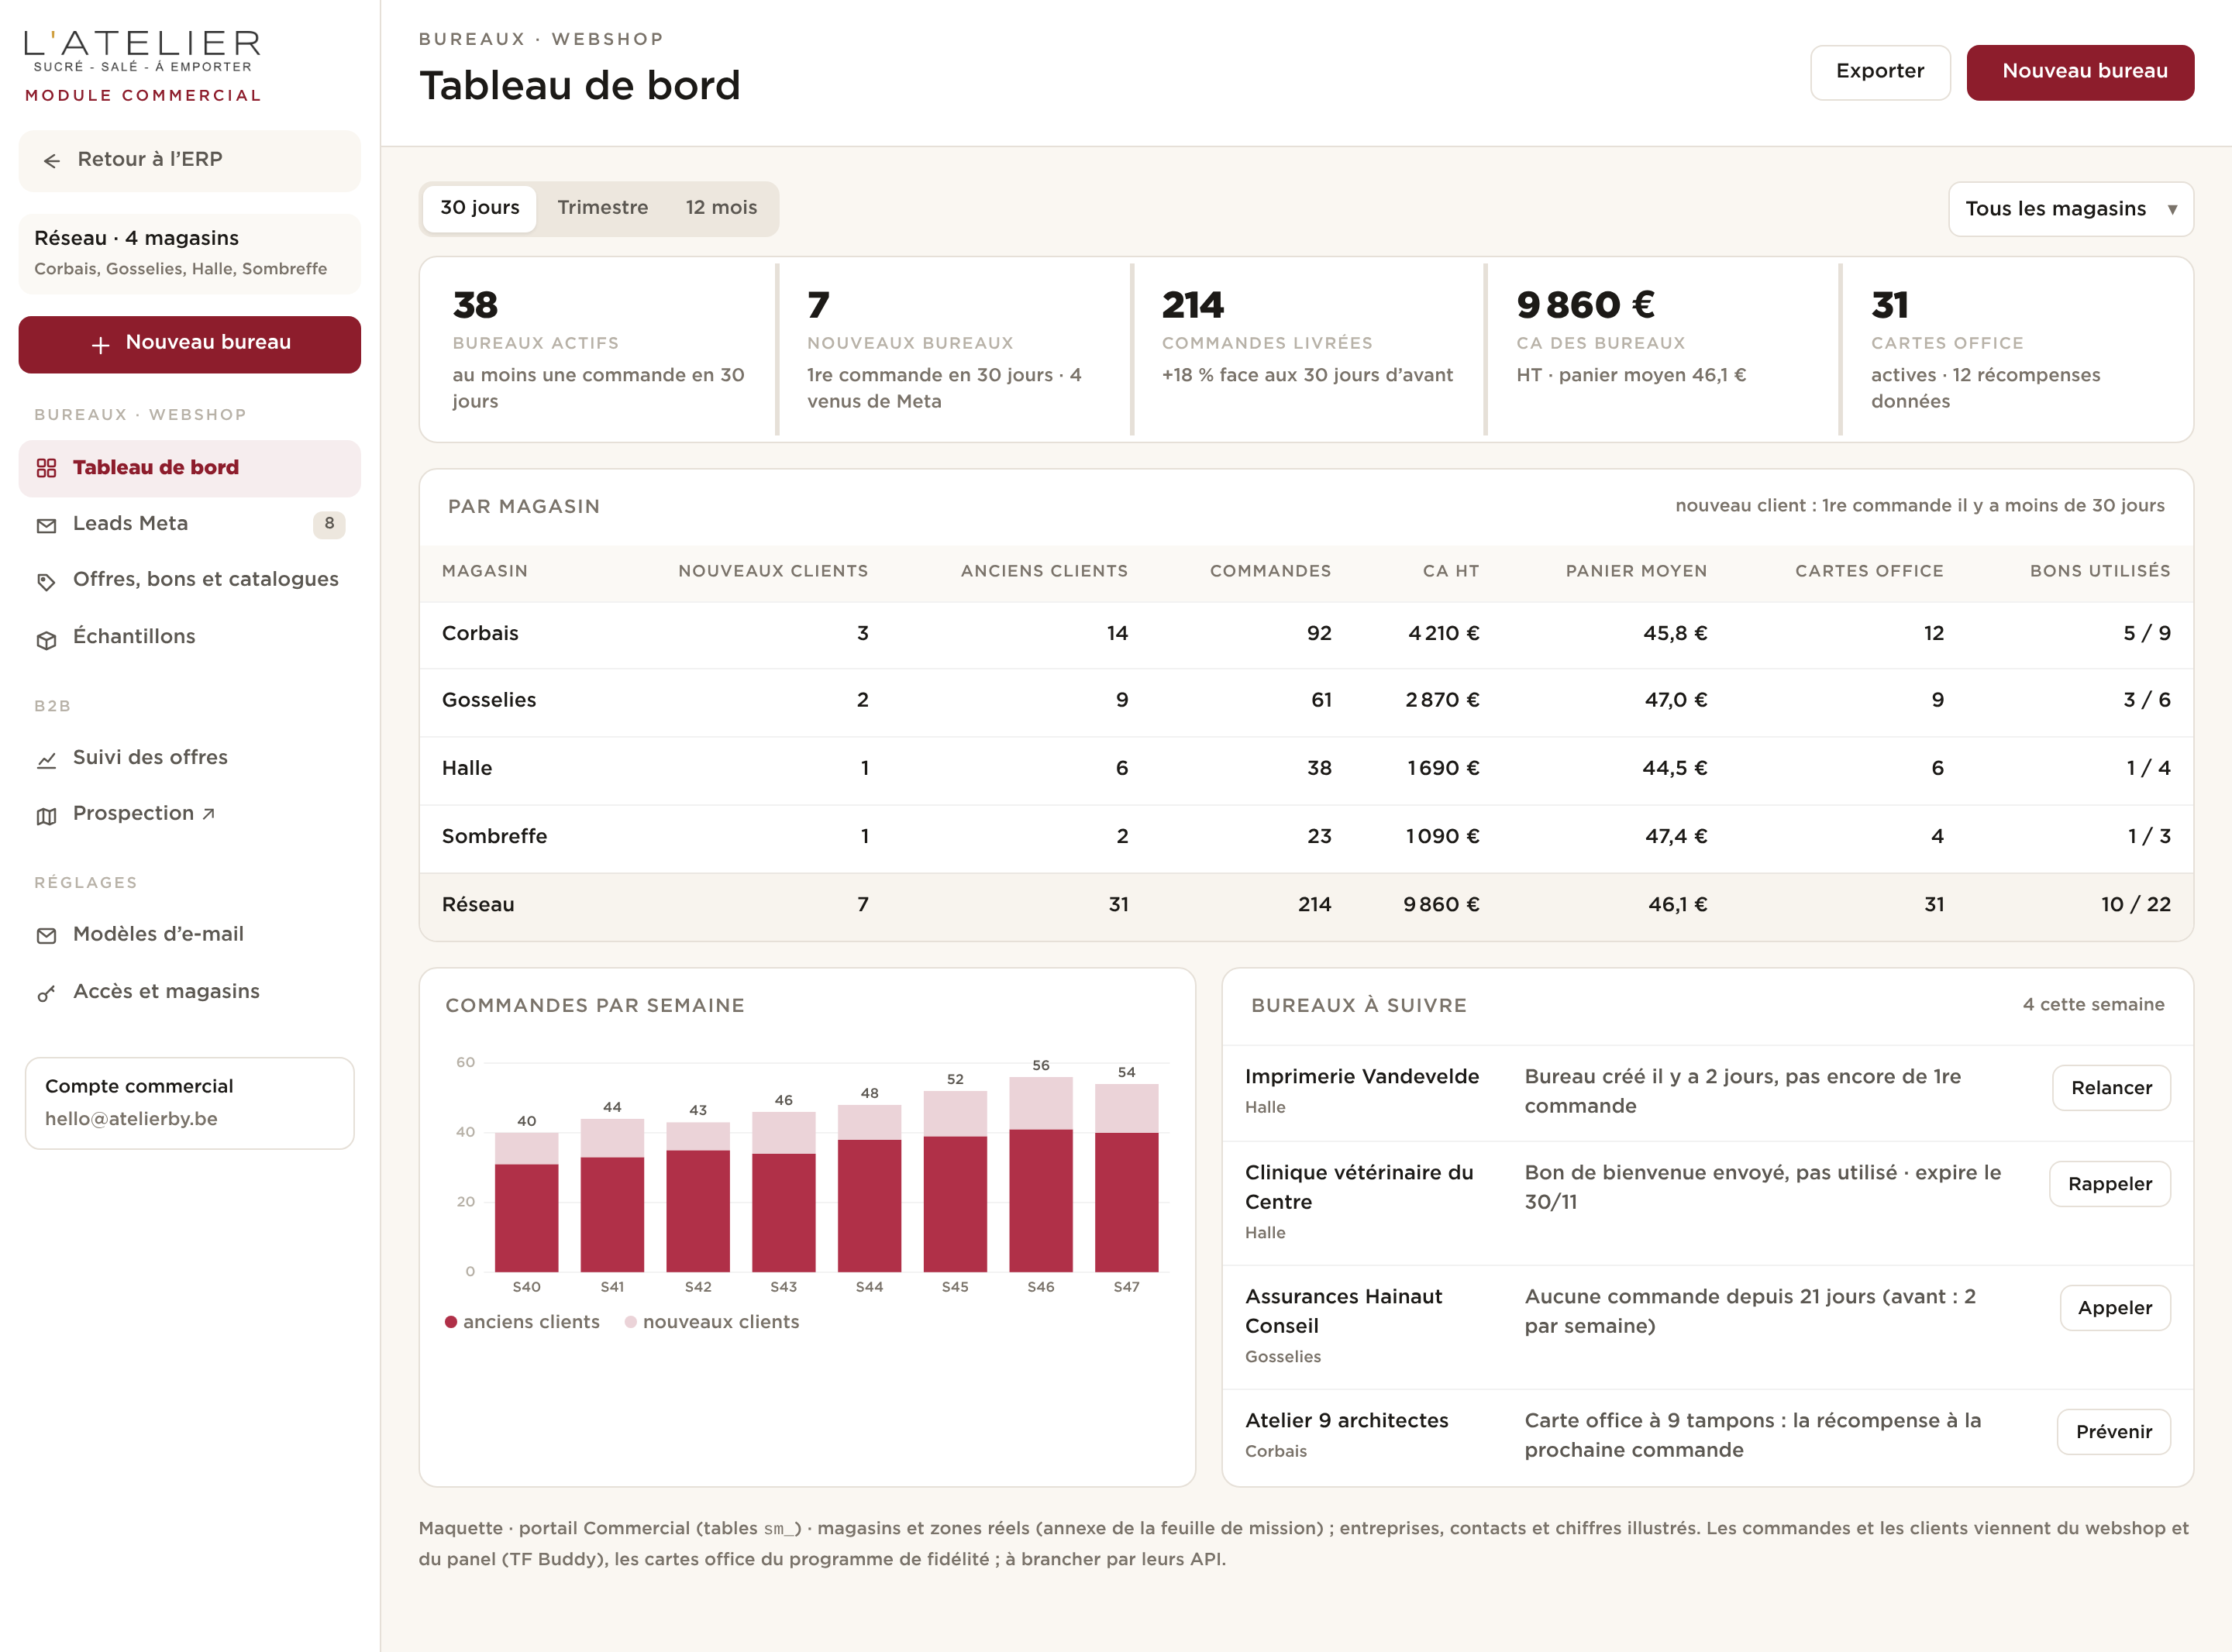 L'ATELIER
SUCRÉ - SALÉ - Á EMPORTER
MODULE COMMERCIAL
Retour à l’ERP
Réseau · 4 magasins
Corbais, Gosselies, Halle, Sombreffe
+ Nouveau bureau
BUREAUX · WEBSHOP
Tableau de bord
Leads Meta 8
Offres, bons et catalogues
Échantillons
B2B
Suivi des offres
Prospection ↗
RÉGLAGES
Modèles d’e-mail
Accès et magasins
Compte commercial
hello@atelierby.be
BUREAUX · WEBSHOP
Tableau de bord
Exporter
Nouveau bureau
30 jours Trimestre 12 mois
Tous les magasins ▾
38
BUREAUX ACTIFS
au moins une commande en 30
jours
7
NOUVEAUX BUREAUX
1re commande en 30 jours · 4
venus de Meta
214
COMMANDES LIVRÉES
+18 % face aux 30 jours d’avant
9 860 €
CA DES BUREAUX
HT · panier moyen 46,1 €
31
CARTES OFFICE
actives · 12 récompenses
données
PAR MAGASIN
nouveau client : 1re commande il y a moins de 30 jours
MAGASIN NOUVEAUX CLIENTS ANCIENS CLIENTS COMMANDES CA HT PANIER MOYEN CARTES OFFICE BONS UTILISÉS
Corbais 3 14 92 4 210 € 45,8 € 12 5 / 9
Gosselies 2 9 61 2 870 € 47,0 € 9 3 / 6
Halle 1 6 38 1 690 € 44,5 € 6 1 / 4
Sombreffe 1 2 23 1 090 € 47,4 € 4 1 / 3
Réseau 7 31 214 9 860 € 46,1 € 31 10 / 22
COMMANDES PAR SEMAINE
60
40
20
0
40 44 43 46 48 52 56 54
S40 S41 S42 S43 S44 S45 S46 S47
anciens clients nouveaux clients
BUREAUX À SUIVRE
4 cette semaine
Imprimerie Vandevelde
Halle
Bureau créé il y a 2 jours, pas encore de 1re
commande
Relancer
Clinique vétérinaire du
Centre
Halle
Bon de bienvenue envoyé, pas utilisé · expire le
30/11
Rappeler
Assurances Hainaut
Conseil
Gosselies
Aucune commande depuis 21 jours (avant : 2
par semaine)
Appeler
Atelier 9 architectes
Corbais
Carte office à 9 tampons : la récompense à la
prochaine commande
Prévenir
Maquette · portail Commercial (tables sm_) · magasins et zones réels (annexe de la feuille de mission) ; entreprises, contacts et chiffres illustrés. Les commandes et les clients viennent du webshop et
du panel (TF Buddy), les cartes office du programme de fidélité ; à brancher par leurs API.